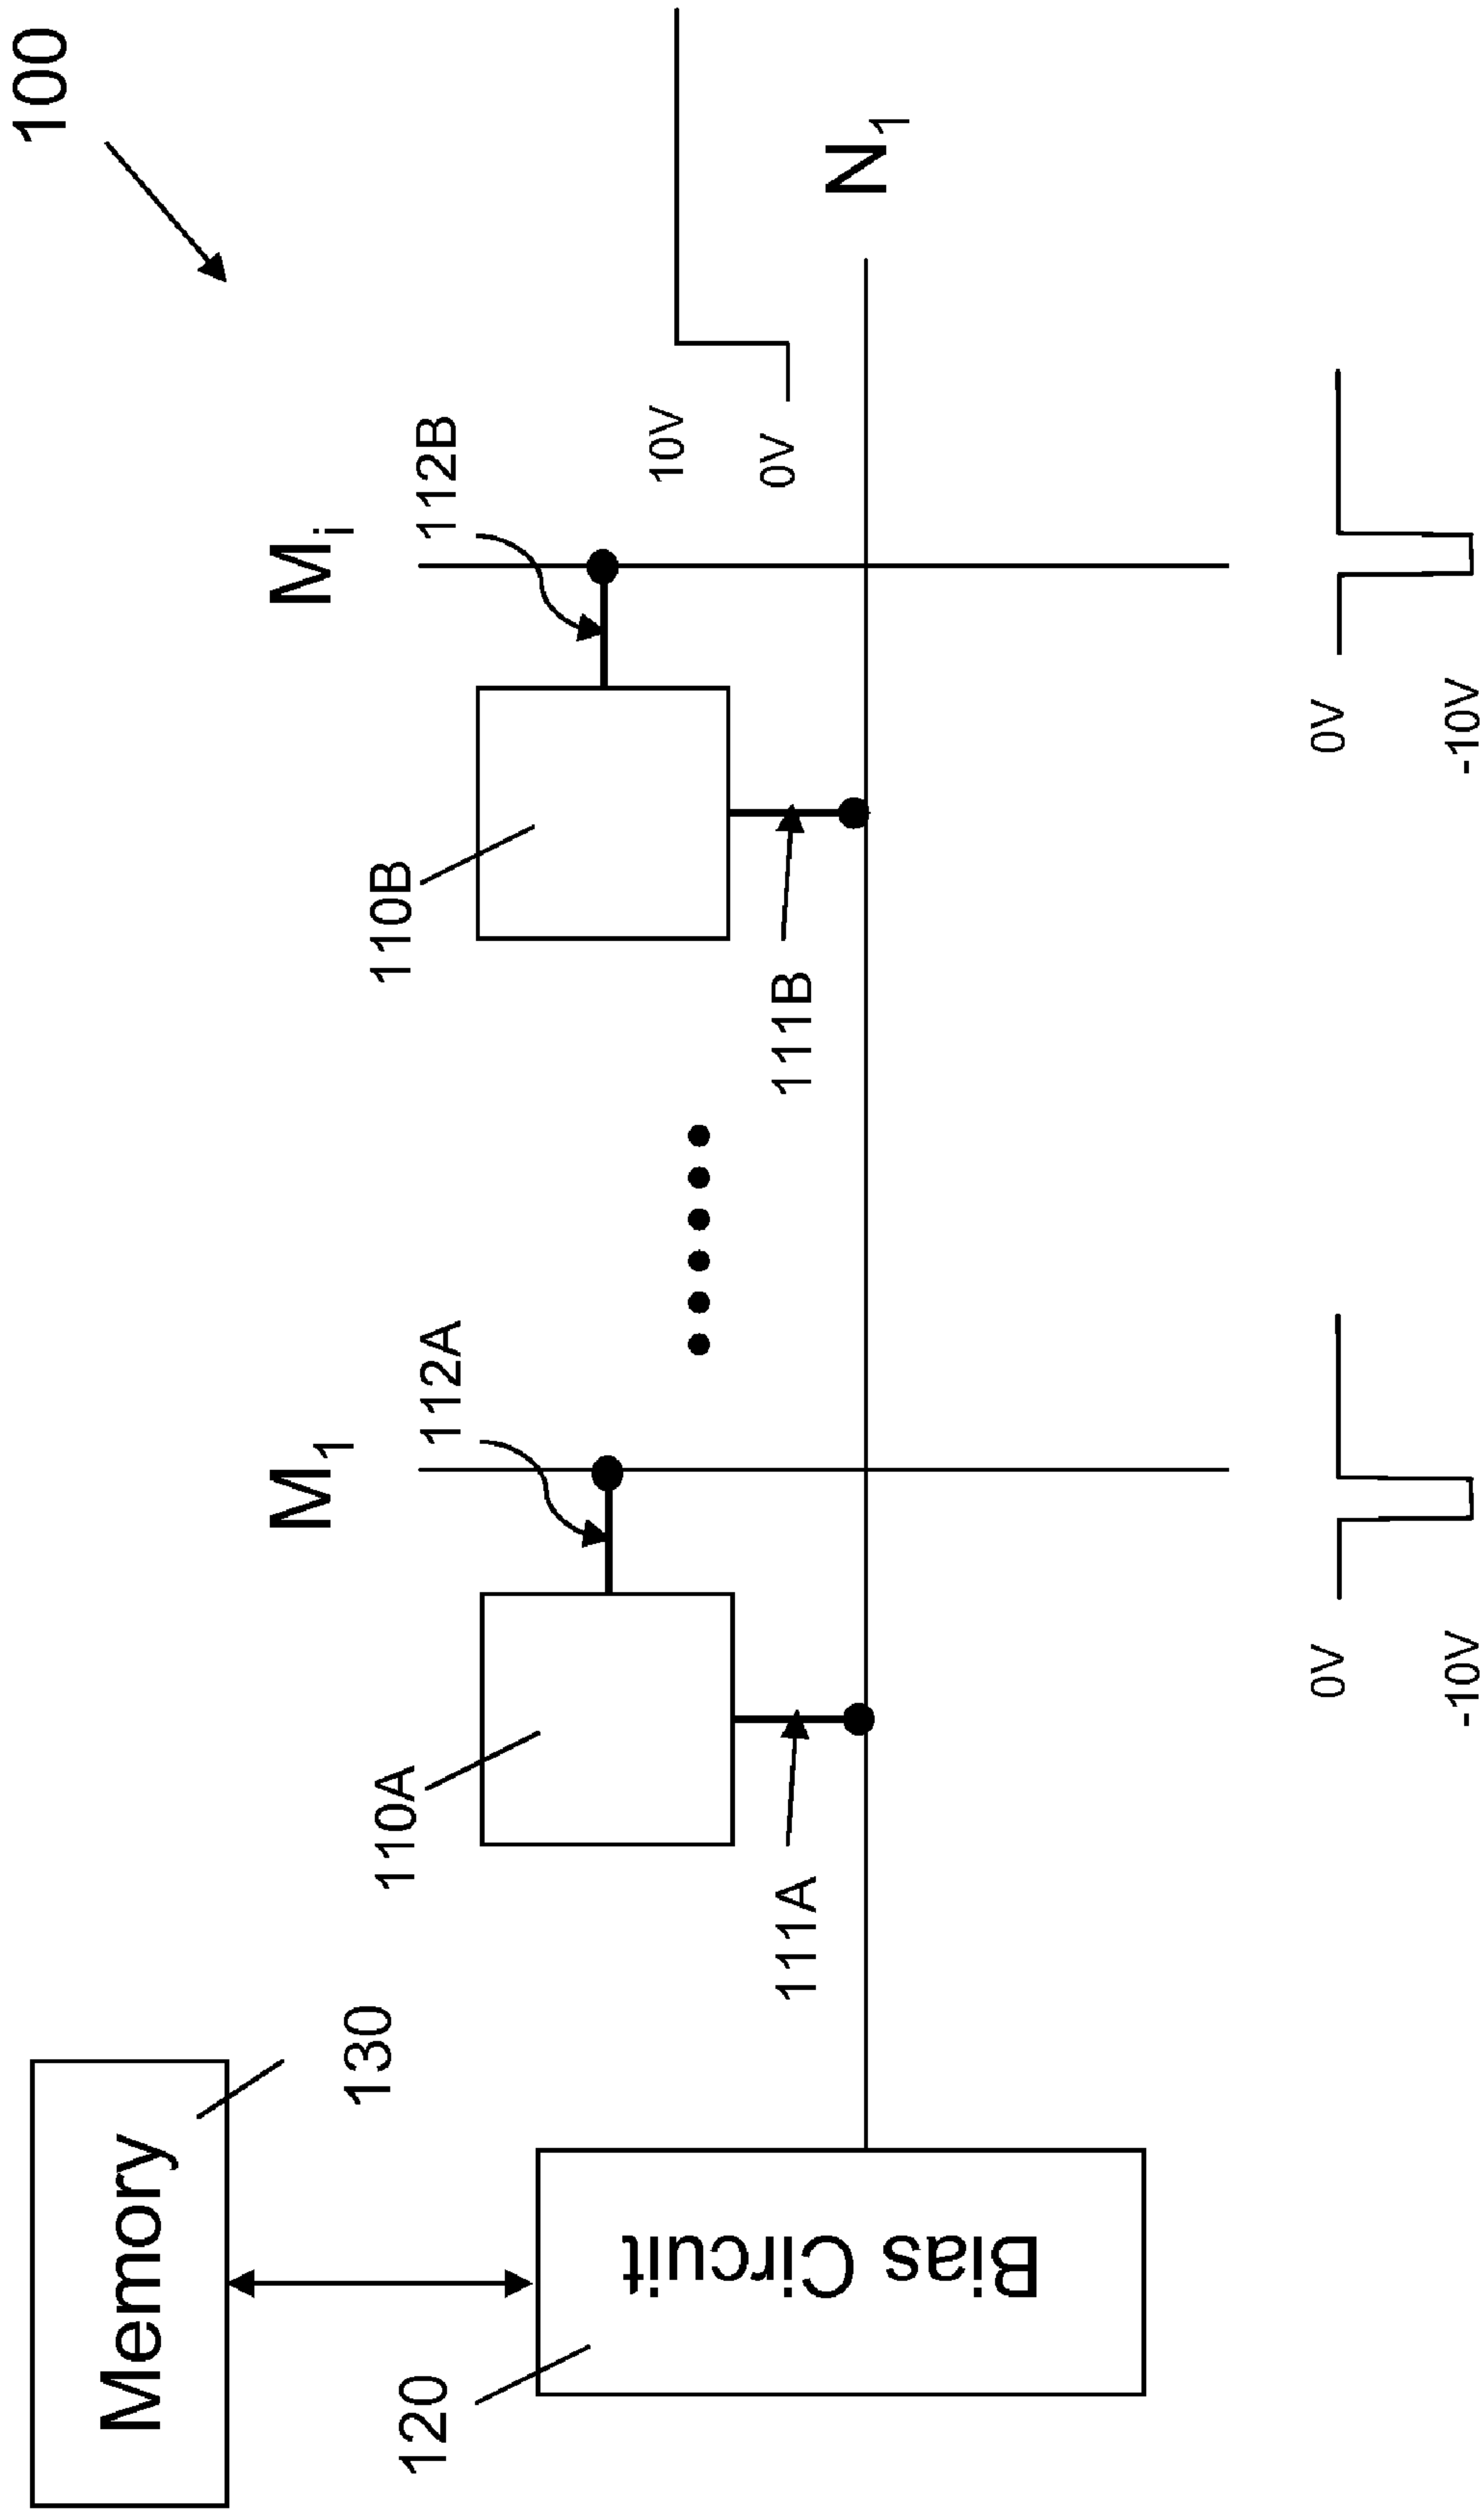 100
Memory
130
120
Bias Circuit
M1
Mi
112A
112B
110A
110B
111A
111B
10V
0V
N1
0V
-10V
0V
-10V